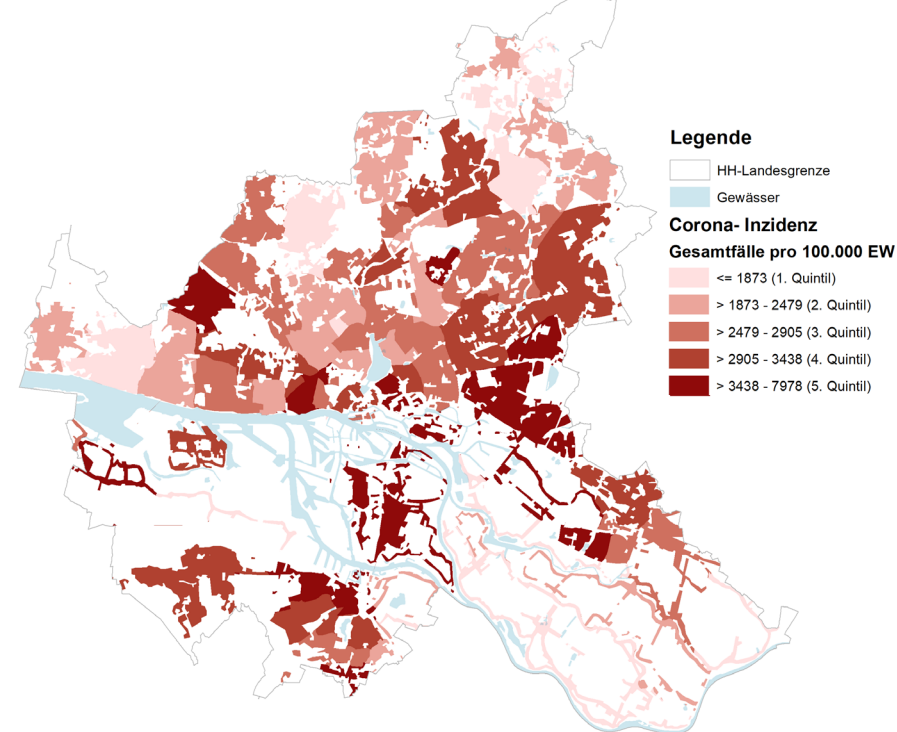 Legende
HH-Landesgrenze
Gewässer
Corona- Inzidenz
Gesamtfälle pro 100.000 EW
<= 1873 (1. Quintil)
> 1873 - 2479 (2. Quintil)
> 2479 - 2905 (3. Quintil)
> 2905 - 3438 (4. Quintil)
> 3438 - 7978 (5. Quintil)